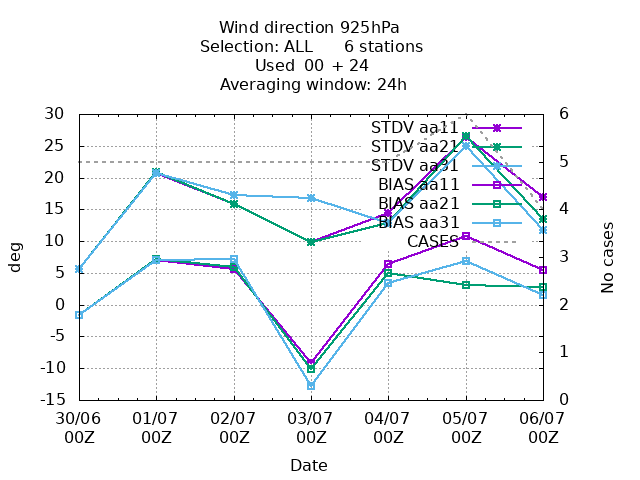 Wind direction 925hPa
Selection: ALL 6 stations
Used 00 + 24
Averaging window: 24h
STDV aa11
STDV aa21
STDV aa31
BIAS aa11
BIAS aa21
BIAS aa31
CASES
30
25
20
15
10
5
0
-5
-10
-15
deg
6
5
4
3
2
1
0
No cases
30/06 01/07 02/07 03/07 04/07 05/07 06/07
00Z 00Z 00Z 00Z 00Z 00Z 00Z
Date